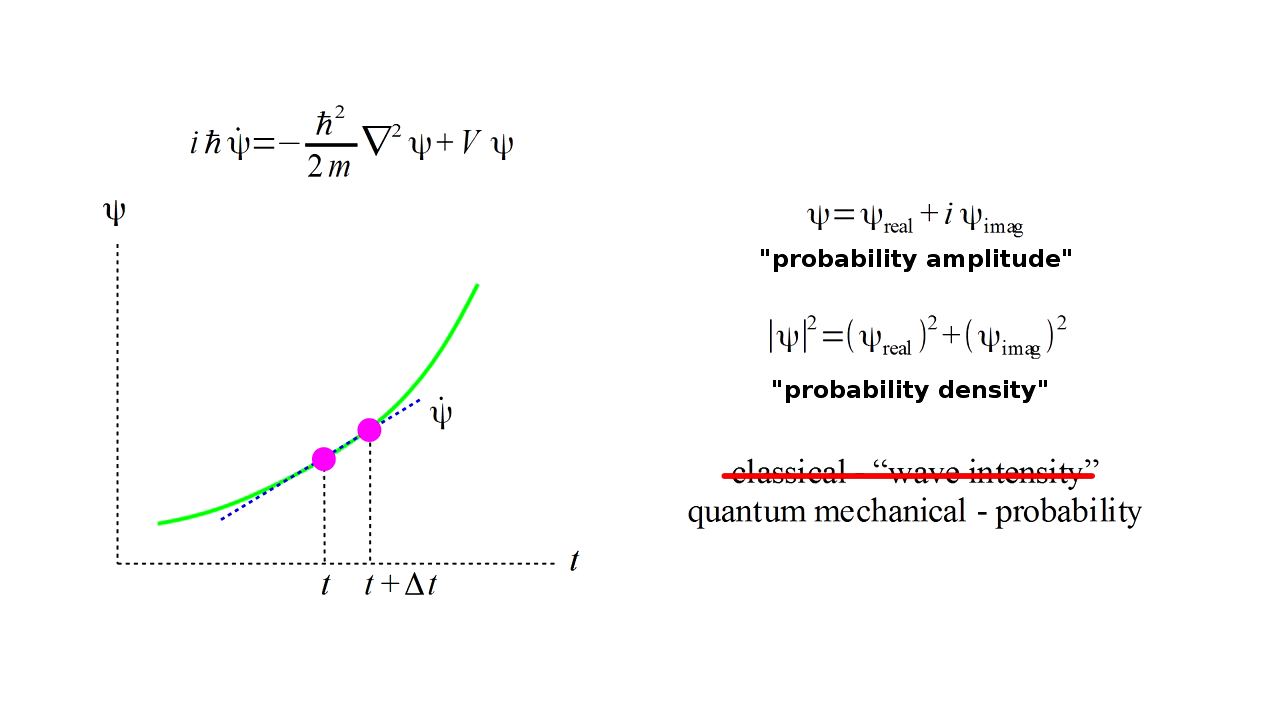 iħψ̇=−ħ²/2m ∇²ψ+V ψ
ψ
ψ̇
t
t
t+Δt
ψ=ψreal+iψimag
"probability amplitude"
|ψ|²=(ψreal)²+(ψimag)²
"probability density"
classical - “wave intensity”
quantum mechanical - probability